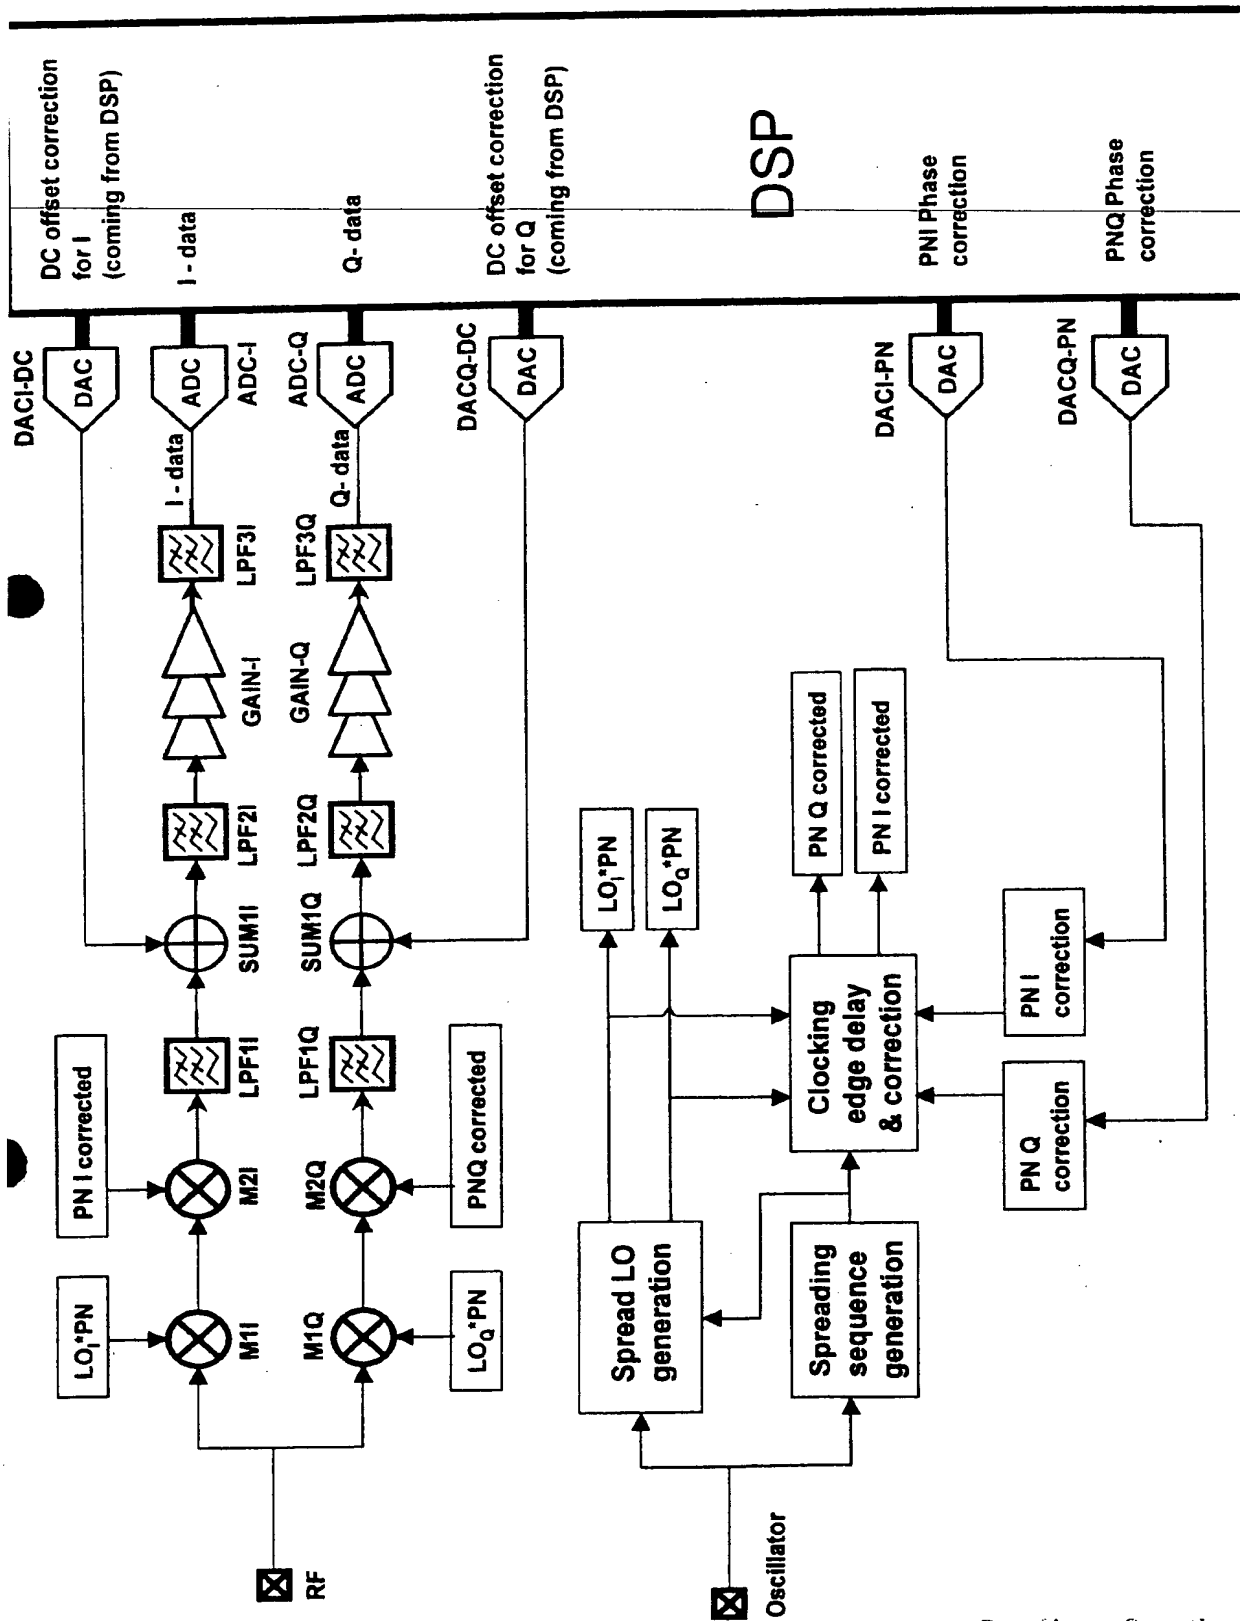 DC offset correction
for I
(coming from DSP)
I - data
Q- data
DC offset correction
for Q
(coming from DSP)
DSP
PNI Phase
correction
PNQ Phase
correction
DACI-DC
DAC
ADC
ADC-I
ADC-Q
ADC
DACQ-DC
DAC
DACI-PN
DAC
DACQ-PN
DAC
I - data
Q- data
LPF3I
LPF3Q
GAIN-I
GAIN-Q
LPF2I
LPF2Q
SUM1I
SUM1Q
LPF1I
LPF1Q
PN I corrected
M2I
M2Q
PNQ corrected
LOI*PN
M1I
M1Q
LOQ*PN
RF
PN Q corrected
PN I corrected
LOI*PN
LOQ*PN
Clocking
edge delay
& correction
PN I
correction
PN Q
correction
Spread LO
generation
Spreading
sequence
generation
Oscillator